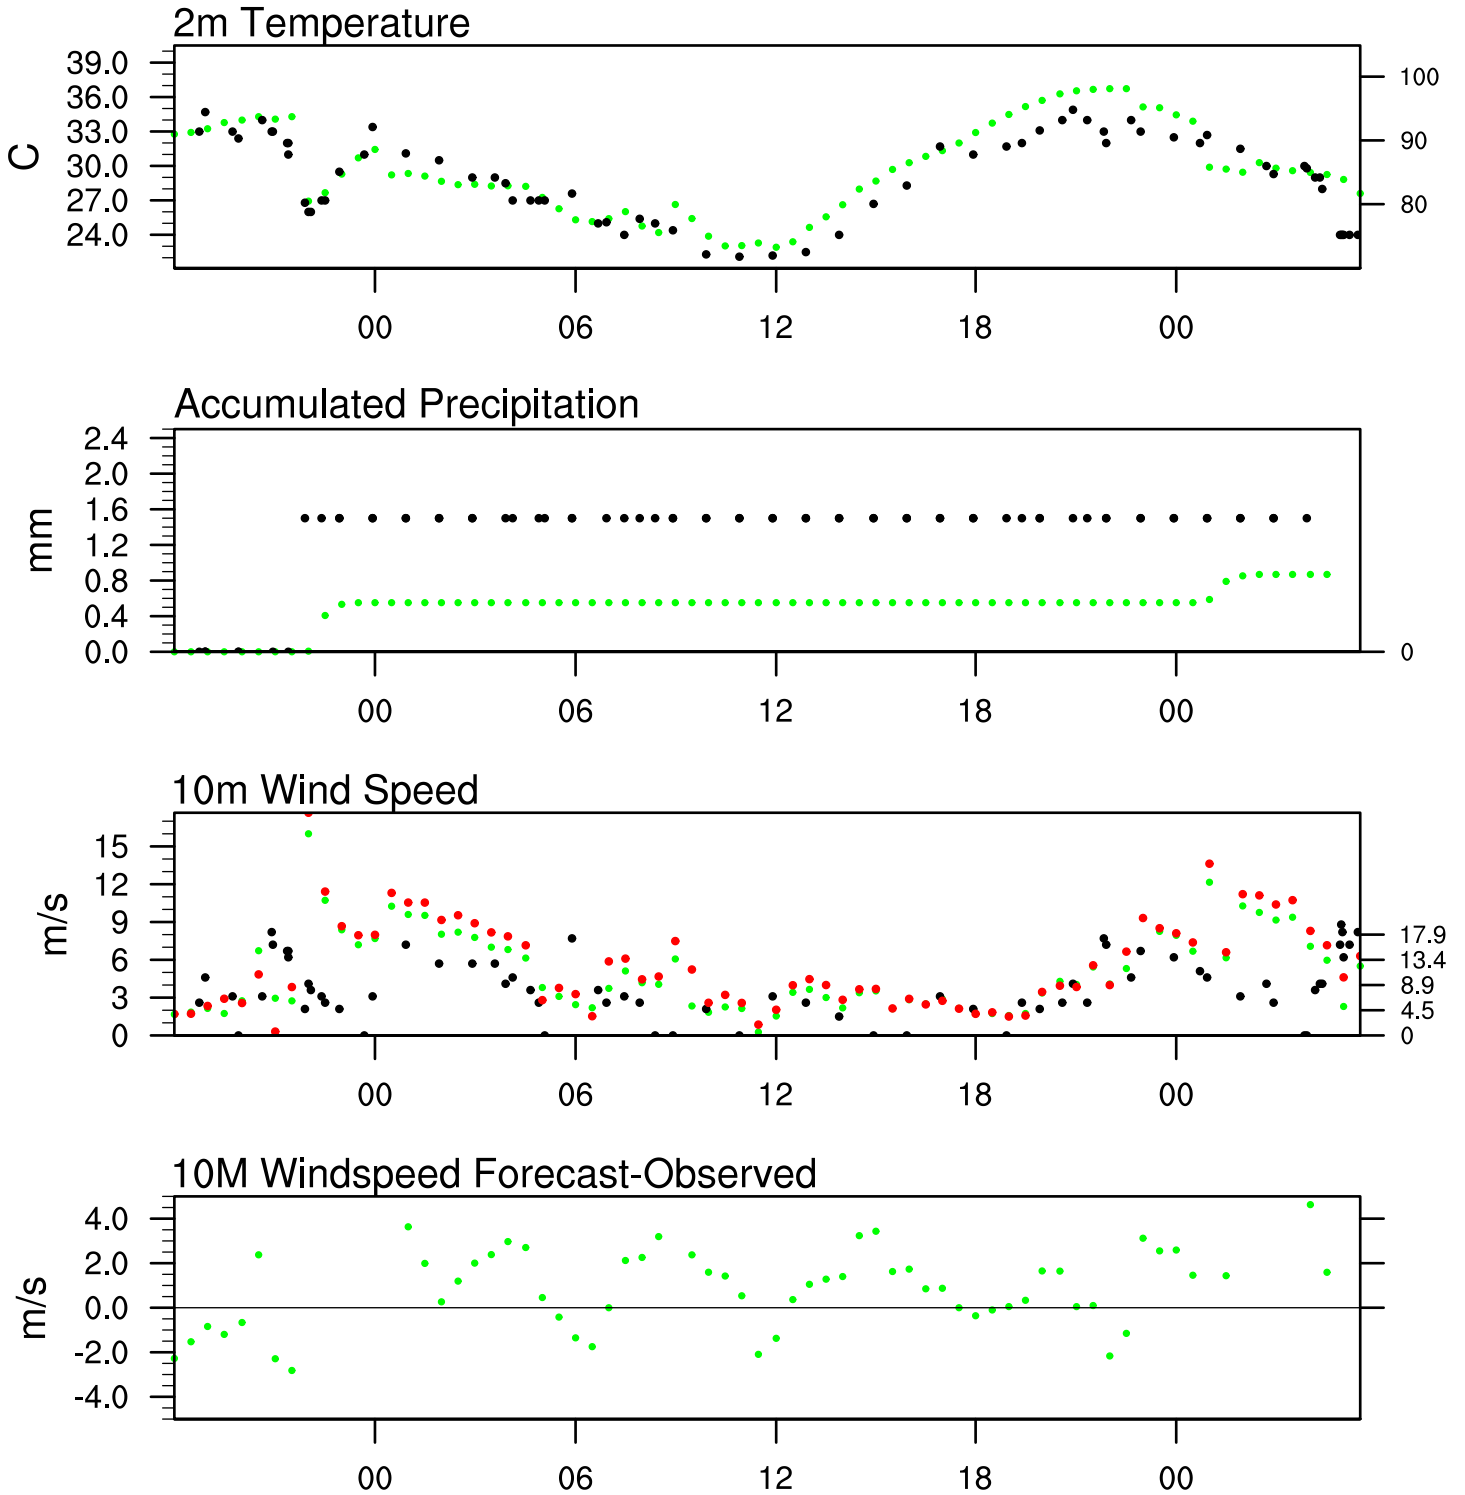 2m Temperature
39.0
36.0
33.0
30.0
27.0
24.0
C
100
90
80
00 06 12 18 00
Accumulated Precipitation
2.4
2.0
1.6
1.2
0.8
0.4
0.0
mm
0
00 06 12 18 00
10m Wind Speed
15
12
9
6
3
0
m/s
17.9
13.4
8.9
4.5
0
00 06 12 18 00
10M Windspeed Forecast-Observed
4.0
2.0
0.0
-2.0
-4.0
m/s
00 06 12 18 00